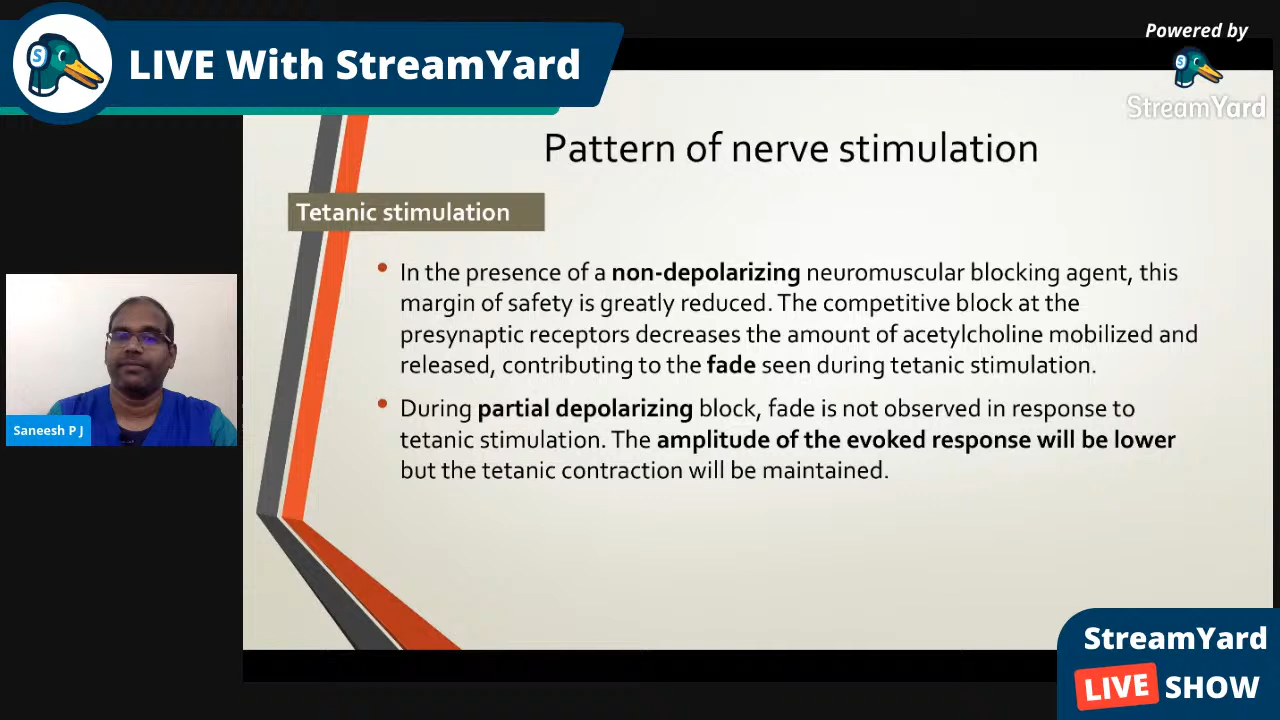 LIVE With StreamYard
Powered by
StreamYard
Pattern of nerve stimulation
Tetanic stimulation
• In the presence of a non-depolarizing neuromuscular blocking agent, this
margin of safety is greatly reduced. The competitive block at the
presynaptic receptors decreases the amount of acetylcholine mobilized and
released, contributing to the fade seen during tetanic stimulation.
• During partial depolarizing block, fade is not observed in response to
tetanic stimulation. The amplitude of the evoked response will be lower
but the tetanic contraction will be maintained.
Saneesh P J
StreamYard
LIVE SHOW